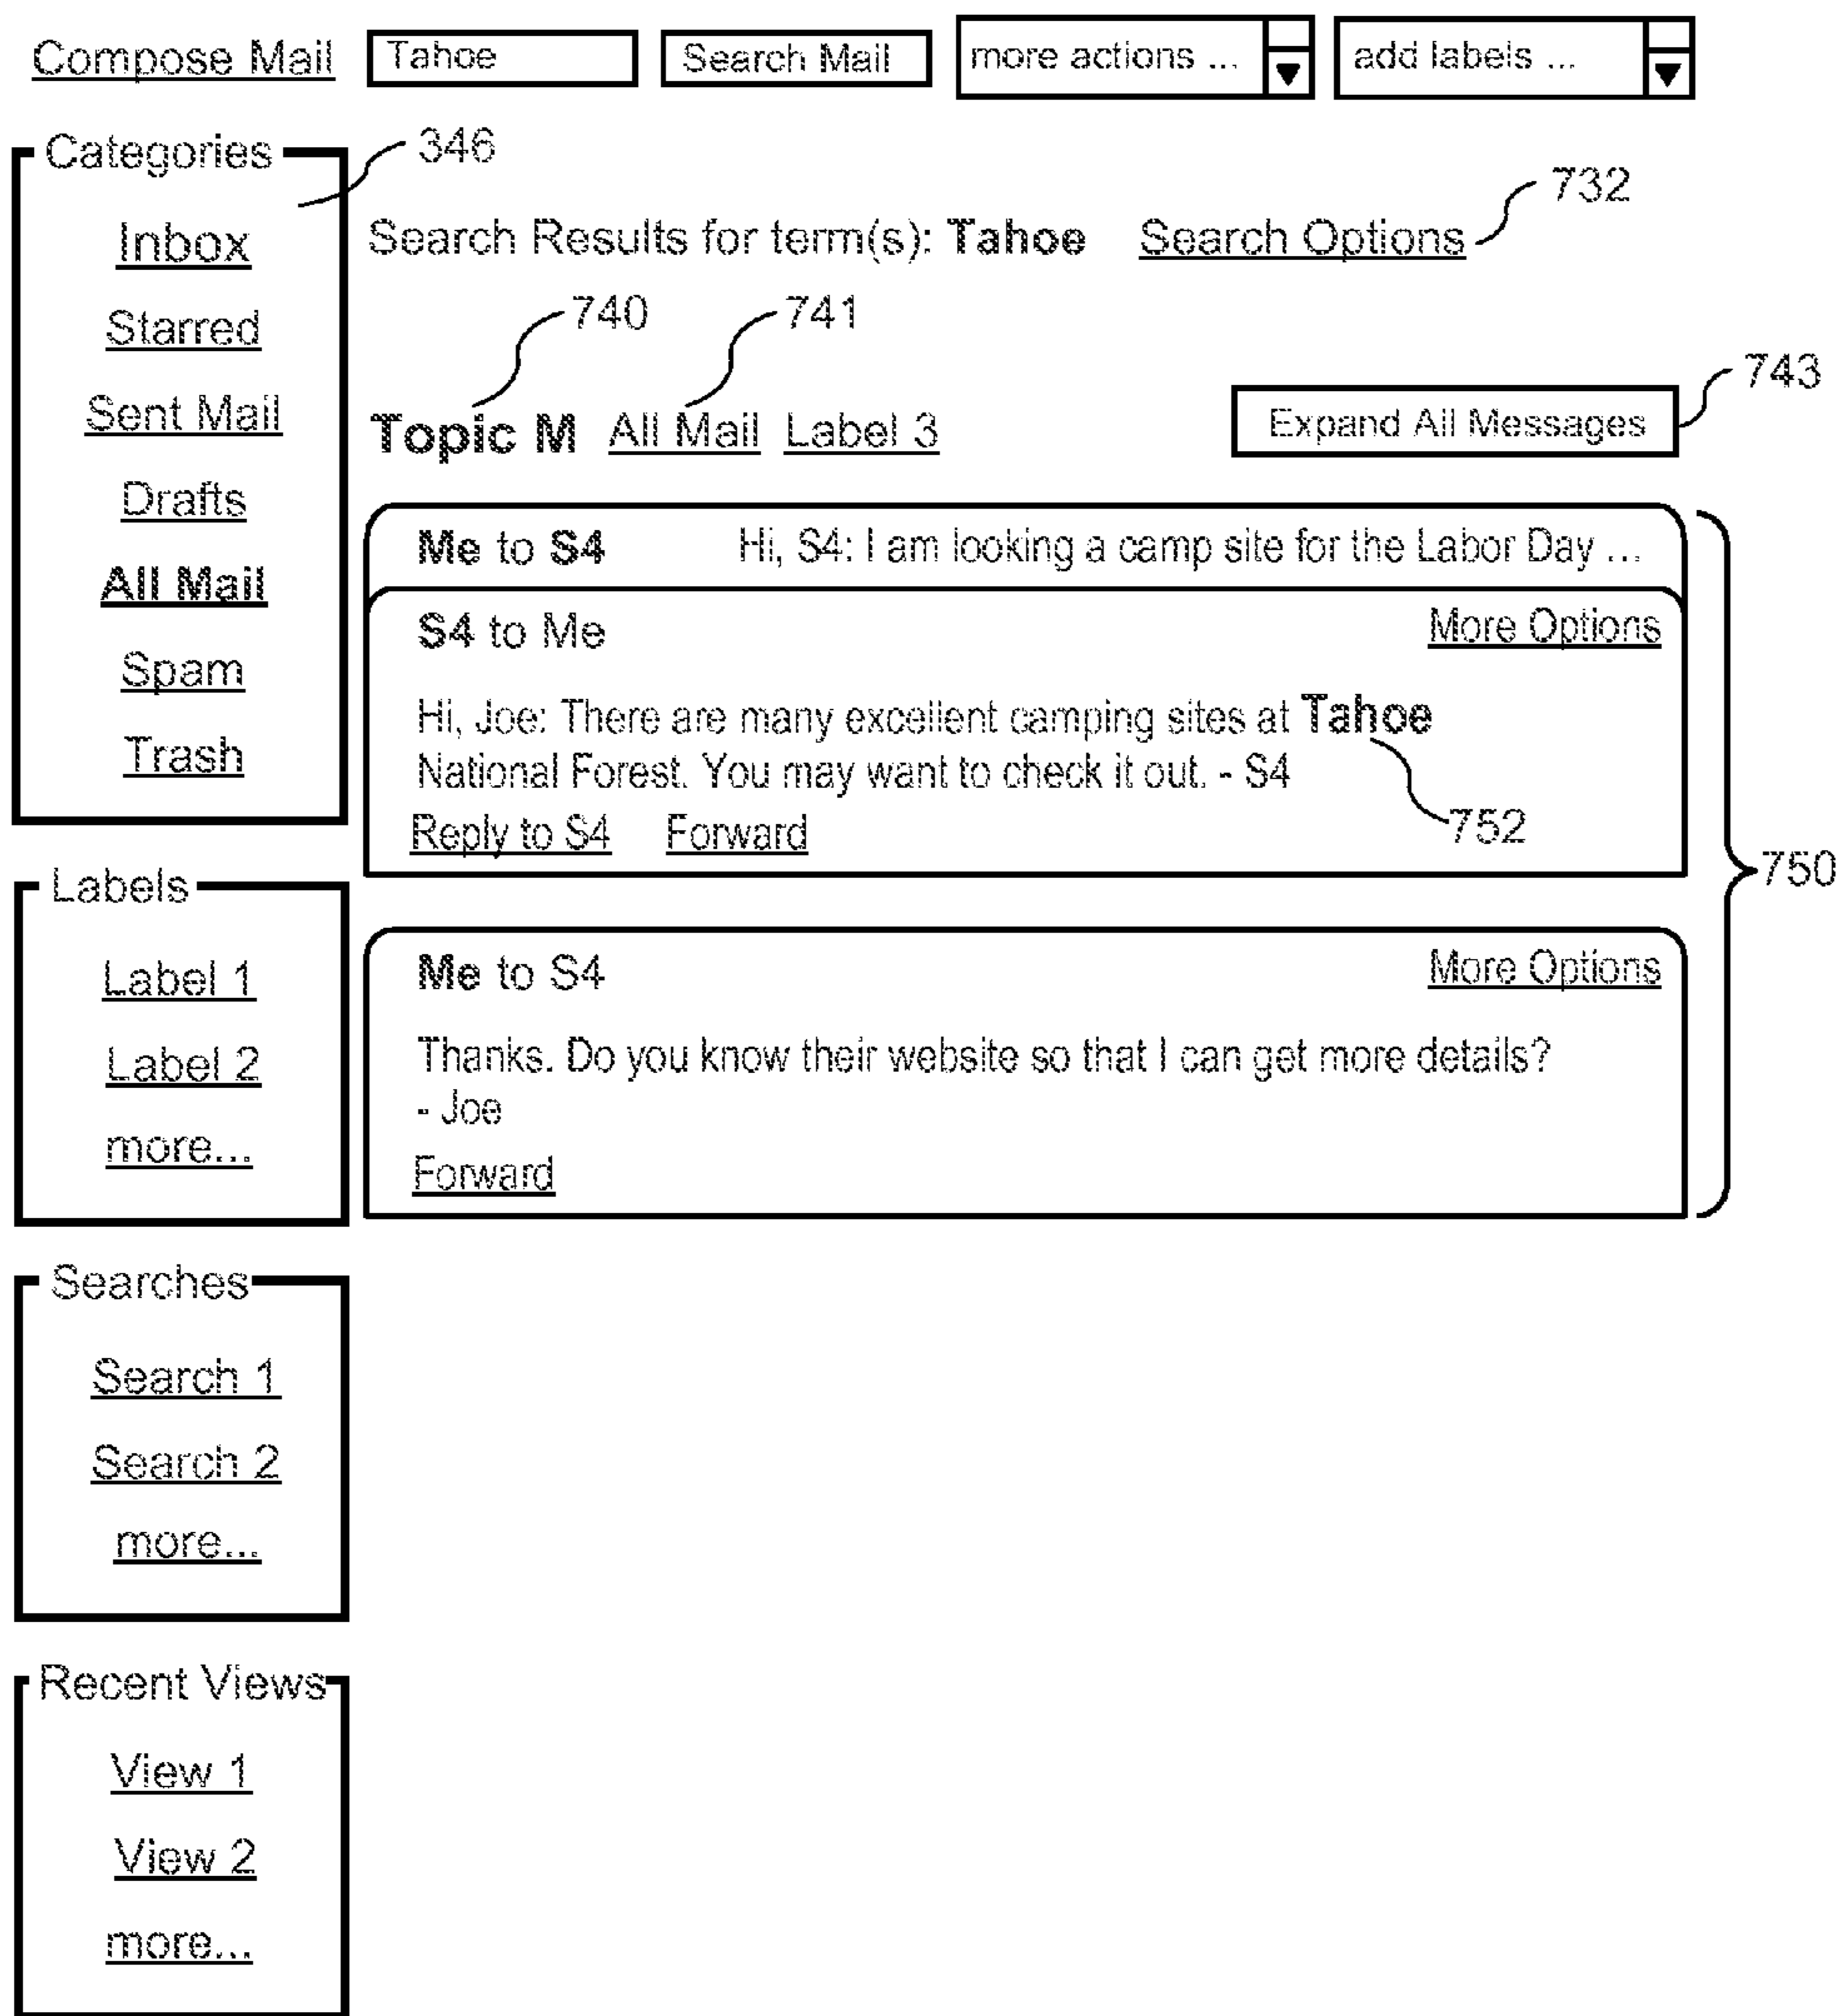 Compose Mail Tahoe Search Mail more actions ... add labels ...
Categories 346
Inbox
Starred
Sent Mail
Drafts
All Mail
Spam
Trash
Labels
Label 1
Label 2
more...
Searches
Search 1
Search 2
more...
Recent Views
View 1
View 2
more...
732
Search Results for term(s): Tahoe Search Options
740 741
743
Topic M All Mail Label 3 Expand All Messages
Me to S4 Hi, S4: I am looking a camp site for the Labor Day ...
S4 to Me More Options
Hi, Joe: There are many excellent camping sites at Tahoe
National Forest. You may want to check it out. - S4
Reply to S4 Forward 752
750
Me to S4 More Options
Thanks. Do you know their website so that I can get more details?
- Joe
Forward